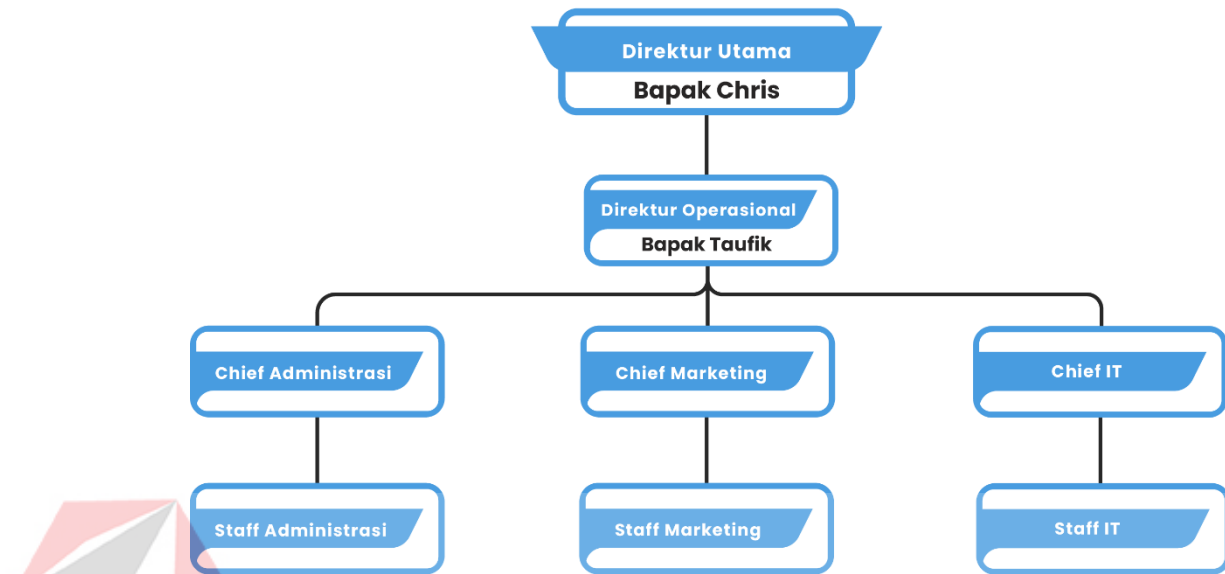 Direktur Utama
Bapak Chris
Direktur Operasional
Bapak Taufik
Chief Administrasi
Chief Marketing
Chief IT
Staff Administrasi
Staff Marketing
Staff IT